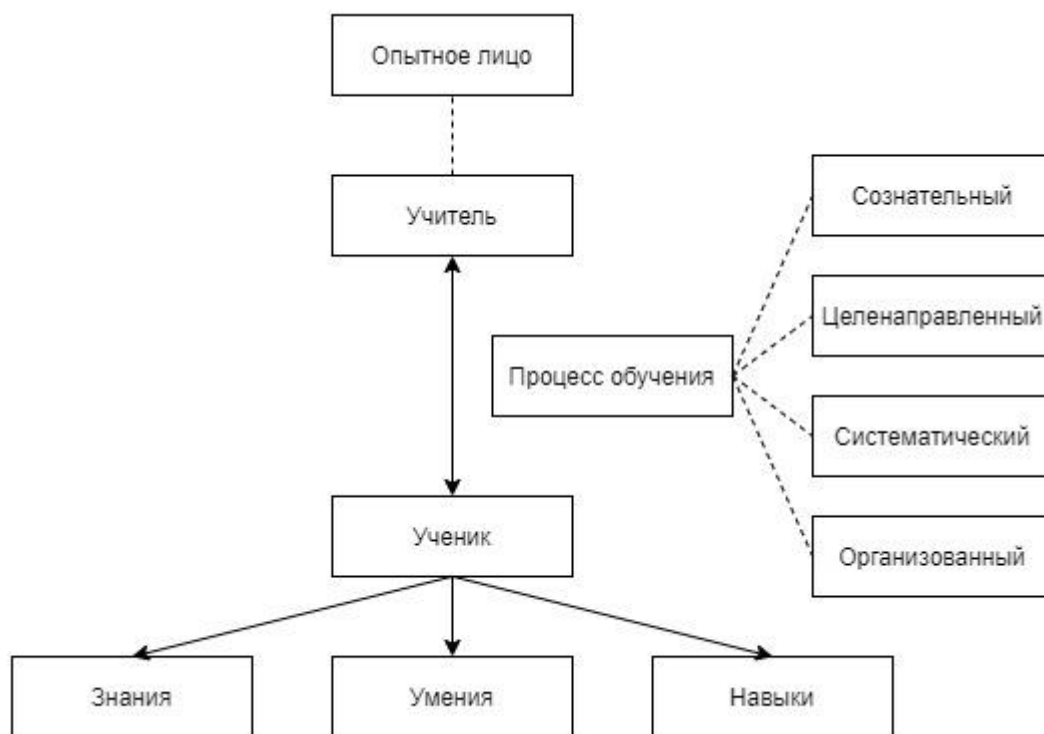 Опытное лицо
Учитель
Сознательный
Целенаправленный
Процесс обучения
Систематический
Ученик
Организованный
Знания
Умения
Навыки